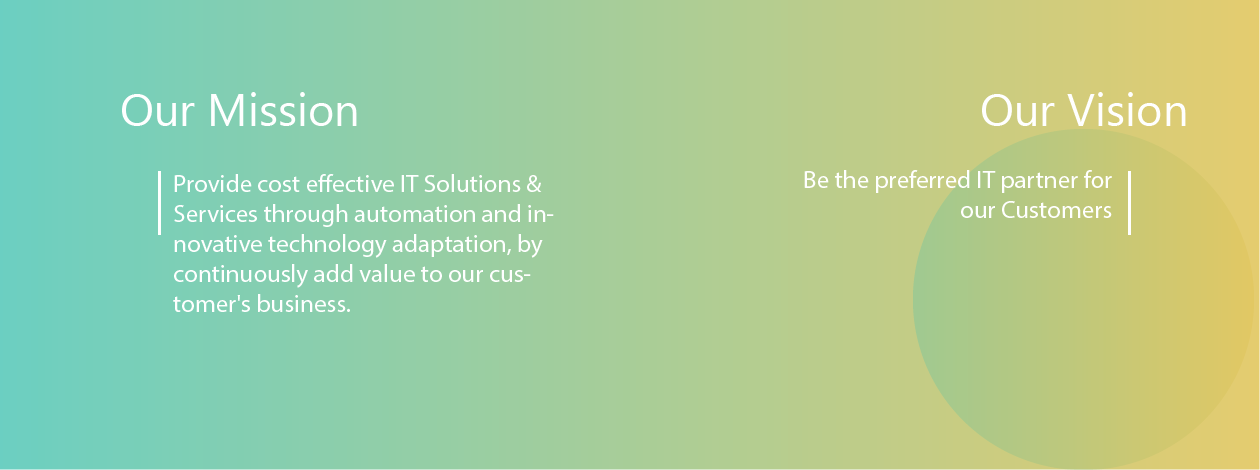 Our Mission
Provide cost effective IT Solutions &
Services through automation and in-
novative technology adaptation, by
continuously add value to our cus-
tomer's business.
Our Vision
Be the preferred IT partner for
our Customers